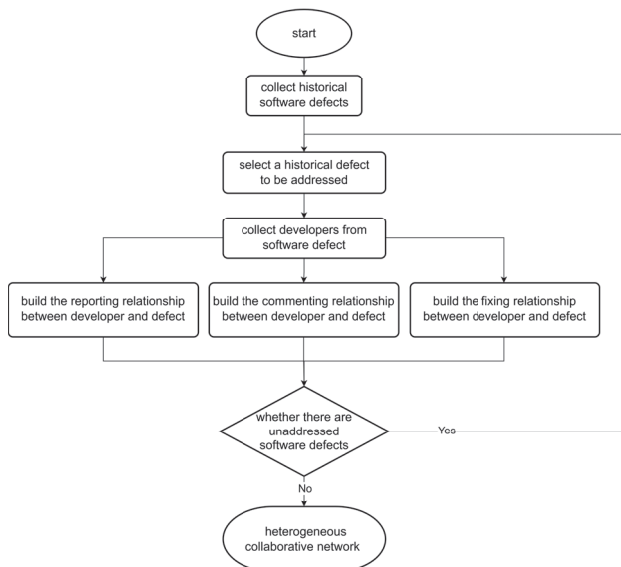 start
collect historical
software defects
select a historical defect
to be addressed
collect developers from
software defect
build the reporting relationship
between developer and defect
build the commenting relationship
between developer and defect
build the fixing relationship
between developer and defect
whether there are
unaddressed
software defects
Yes
No
heterogeneous
collaborative network